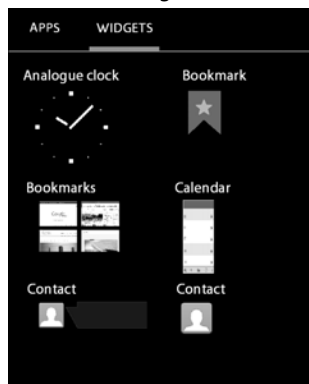 APPS WIDGETS
Analogue clock Bookmark
Bookmarks Calendar
Contact Contact